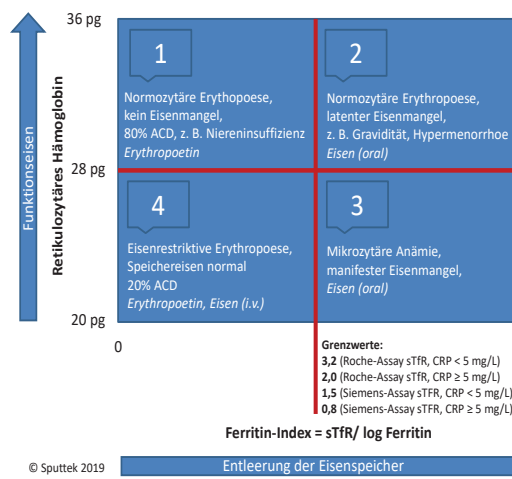 36 pg
28 pg
20 pg
0
Funktionseisen
Retikulozytäres Hämoglobin
1
Normozytäre Erythopoese,
kein Eisenmangel,
80% ACD, z. B. Niereninsuffizienz
Erythropoetin
2
Normozytäre Erythropoese,
latenter Eisenmangel,
z. B. Gravidität, Hypermenorrhoe
Eisen (oral)
4
Eisenrestriktive Erythropoese,
Speichereisen normal
20% ACD
Erythropoetin, Eisen (i.v.)
3
Mikrozytäre Anämie,
manifester Eisenmangel,
Eisen (oral)
Grenzwerte:
3,2 (Roche-Assay sTfR, CRP < 5 mg/L)
2,0 (Roche-Assay sTfR, CRP ≥ 5 mg/L)
1,5 (Siemens-Assay sTFR, CRP < 5 mg/L)
0,8 (Siemens-Assay sTFR, CRP ≥ 5 mg/L)
Ferritin-Index = sTfR/ log Ferritin
© Sputtek 2019
Entleerung der Eisenspeicher